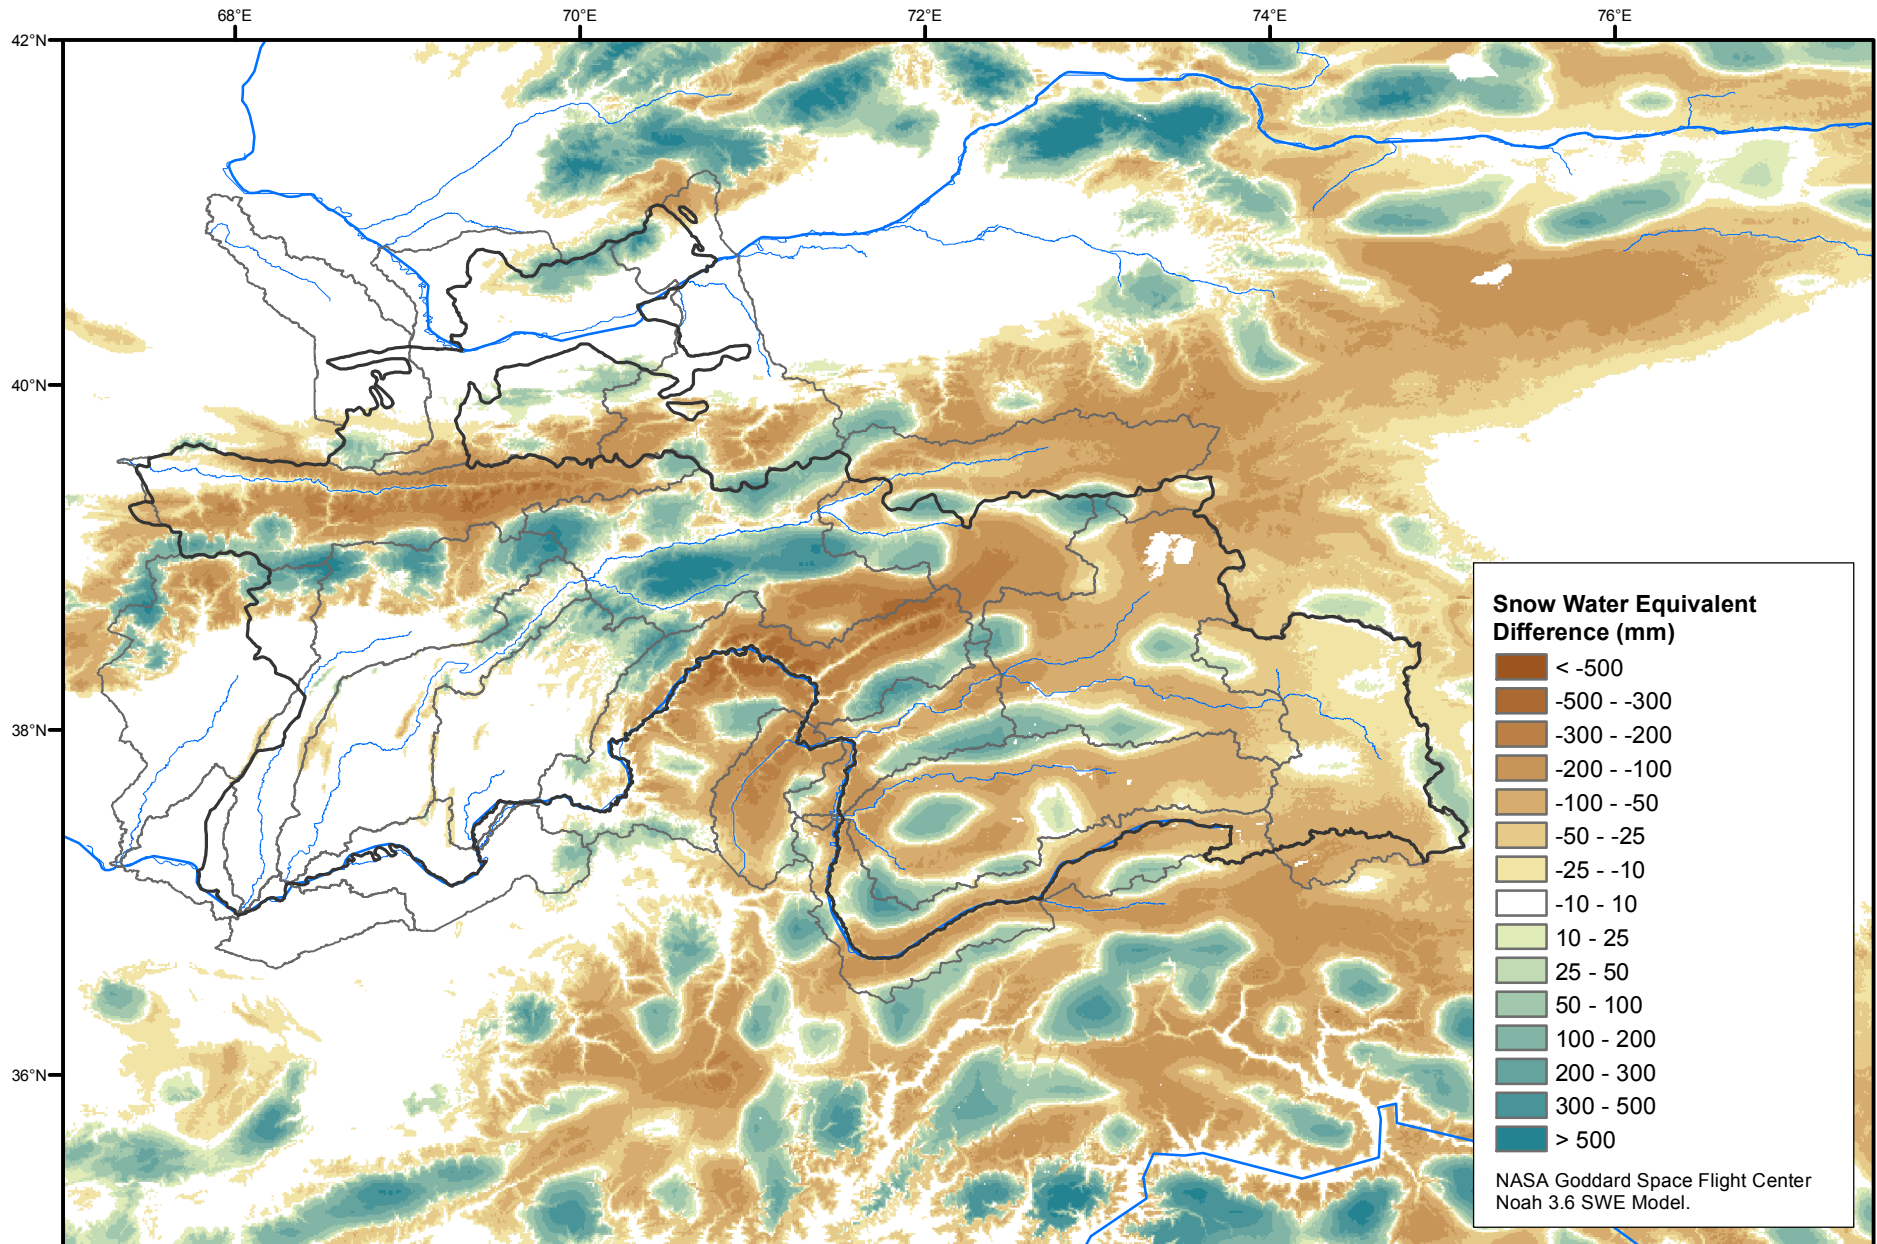 68°E 70°E 72°E 74°E 76°E
42°N
40°N
38°N
36°N
Snow Water Equivalent
Difference (mm)
< -500
-500 - -300
-300 - -200
-200 - -100
-100 - -50
-50 - -25
-25 - -10
-10 - 10
10 - 25
25 - 50
50 - 100
100 - 200
200 - 300
300 - 500
> 500
NASA Goddard Space Flight Center
Noah 3.6 SWE Model.